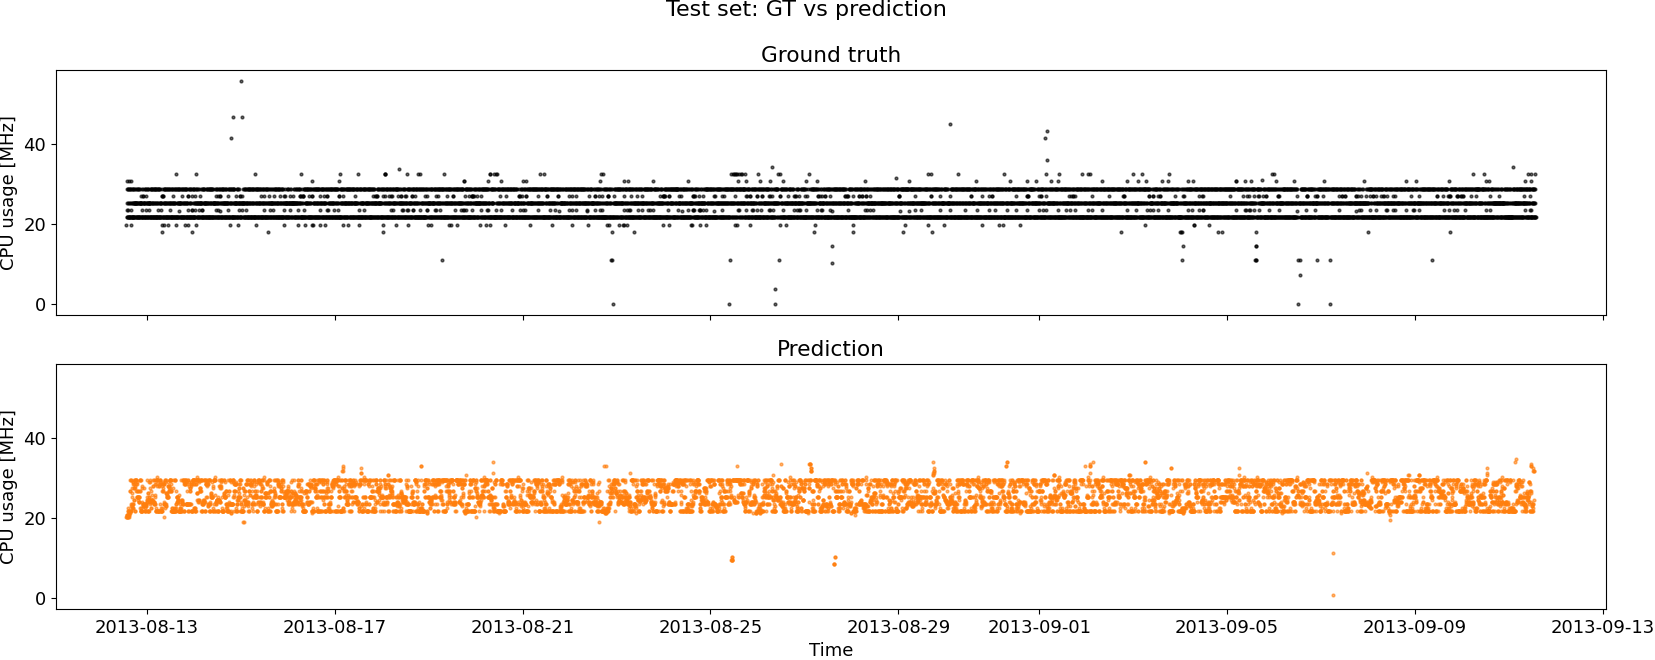 Test set: GT vs prediction
Ground truth
CPU usage [MHz]
40
20
0
Prediction
CPU usage [MHz]
40
20
0
2013-08-13 2013-08-17 2013-08-21 2013-08-25 2013-08-29 2013-09-01 2013-09-05 2013-09-09 2013-09-13
Time